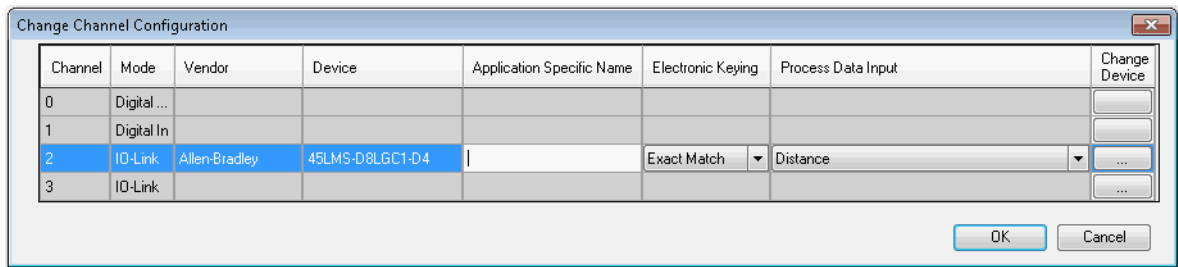 Change Channel Configuration
Channel Mode Vendor Device Application Specific Name Electronic Keying Process Data Input Change Device
0 Digital ...
1 Digital In
2 IO-Link Allen-Bradley 45LMS-D8LGC1-D4 Exact Match Distance ...
3 IO-Link ...
OK Cancel